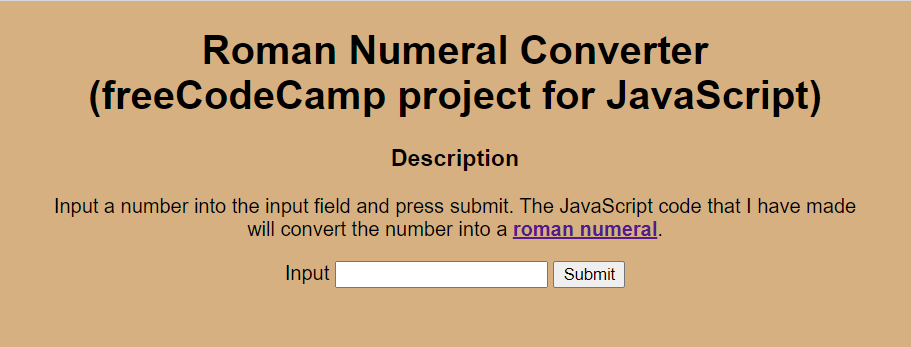 Roman Numeral Converter
(freeCodeCamp project for JavaScript)
Description
Input a number into the input field and press submit. The JavaScript code that I have made
will convert the number into a roman numeral.
Input Submit